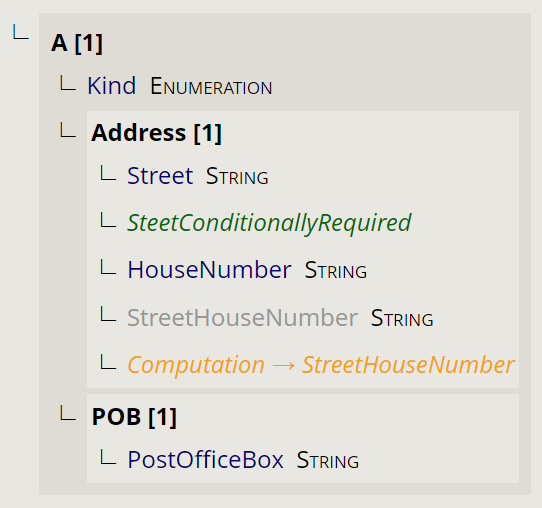 A [1]
Kind Enumeration
Address [1]
Street String
SteetConditionallyRequired
HouseNumber String
StreetHouseNumber String
Computation → StreetHouseNumber
POB [1]
PostOfficeBox String